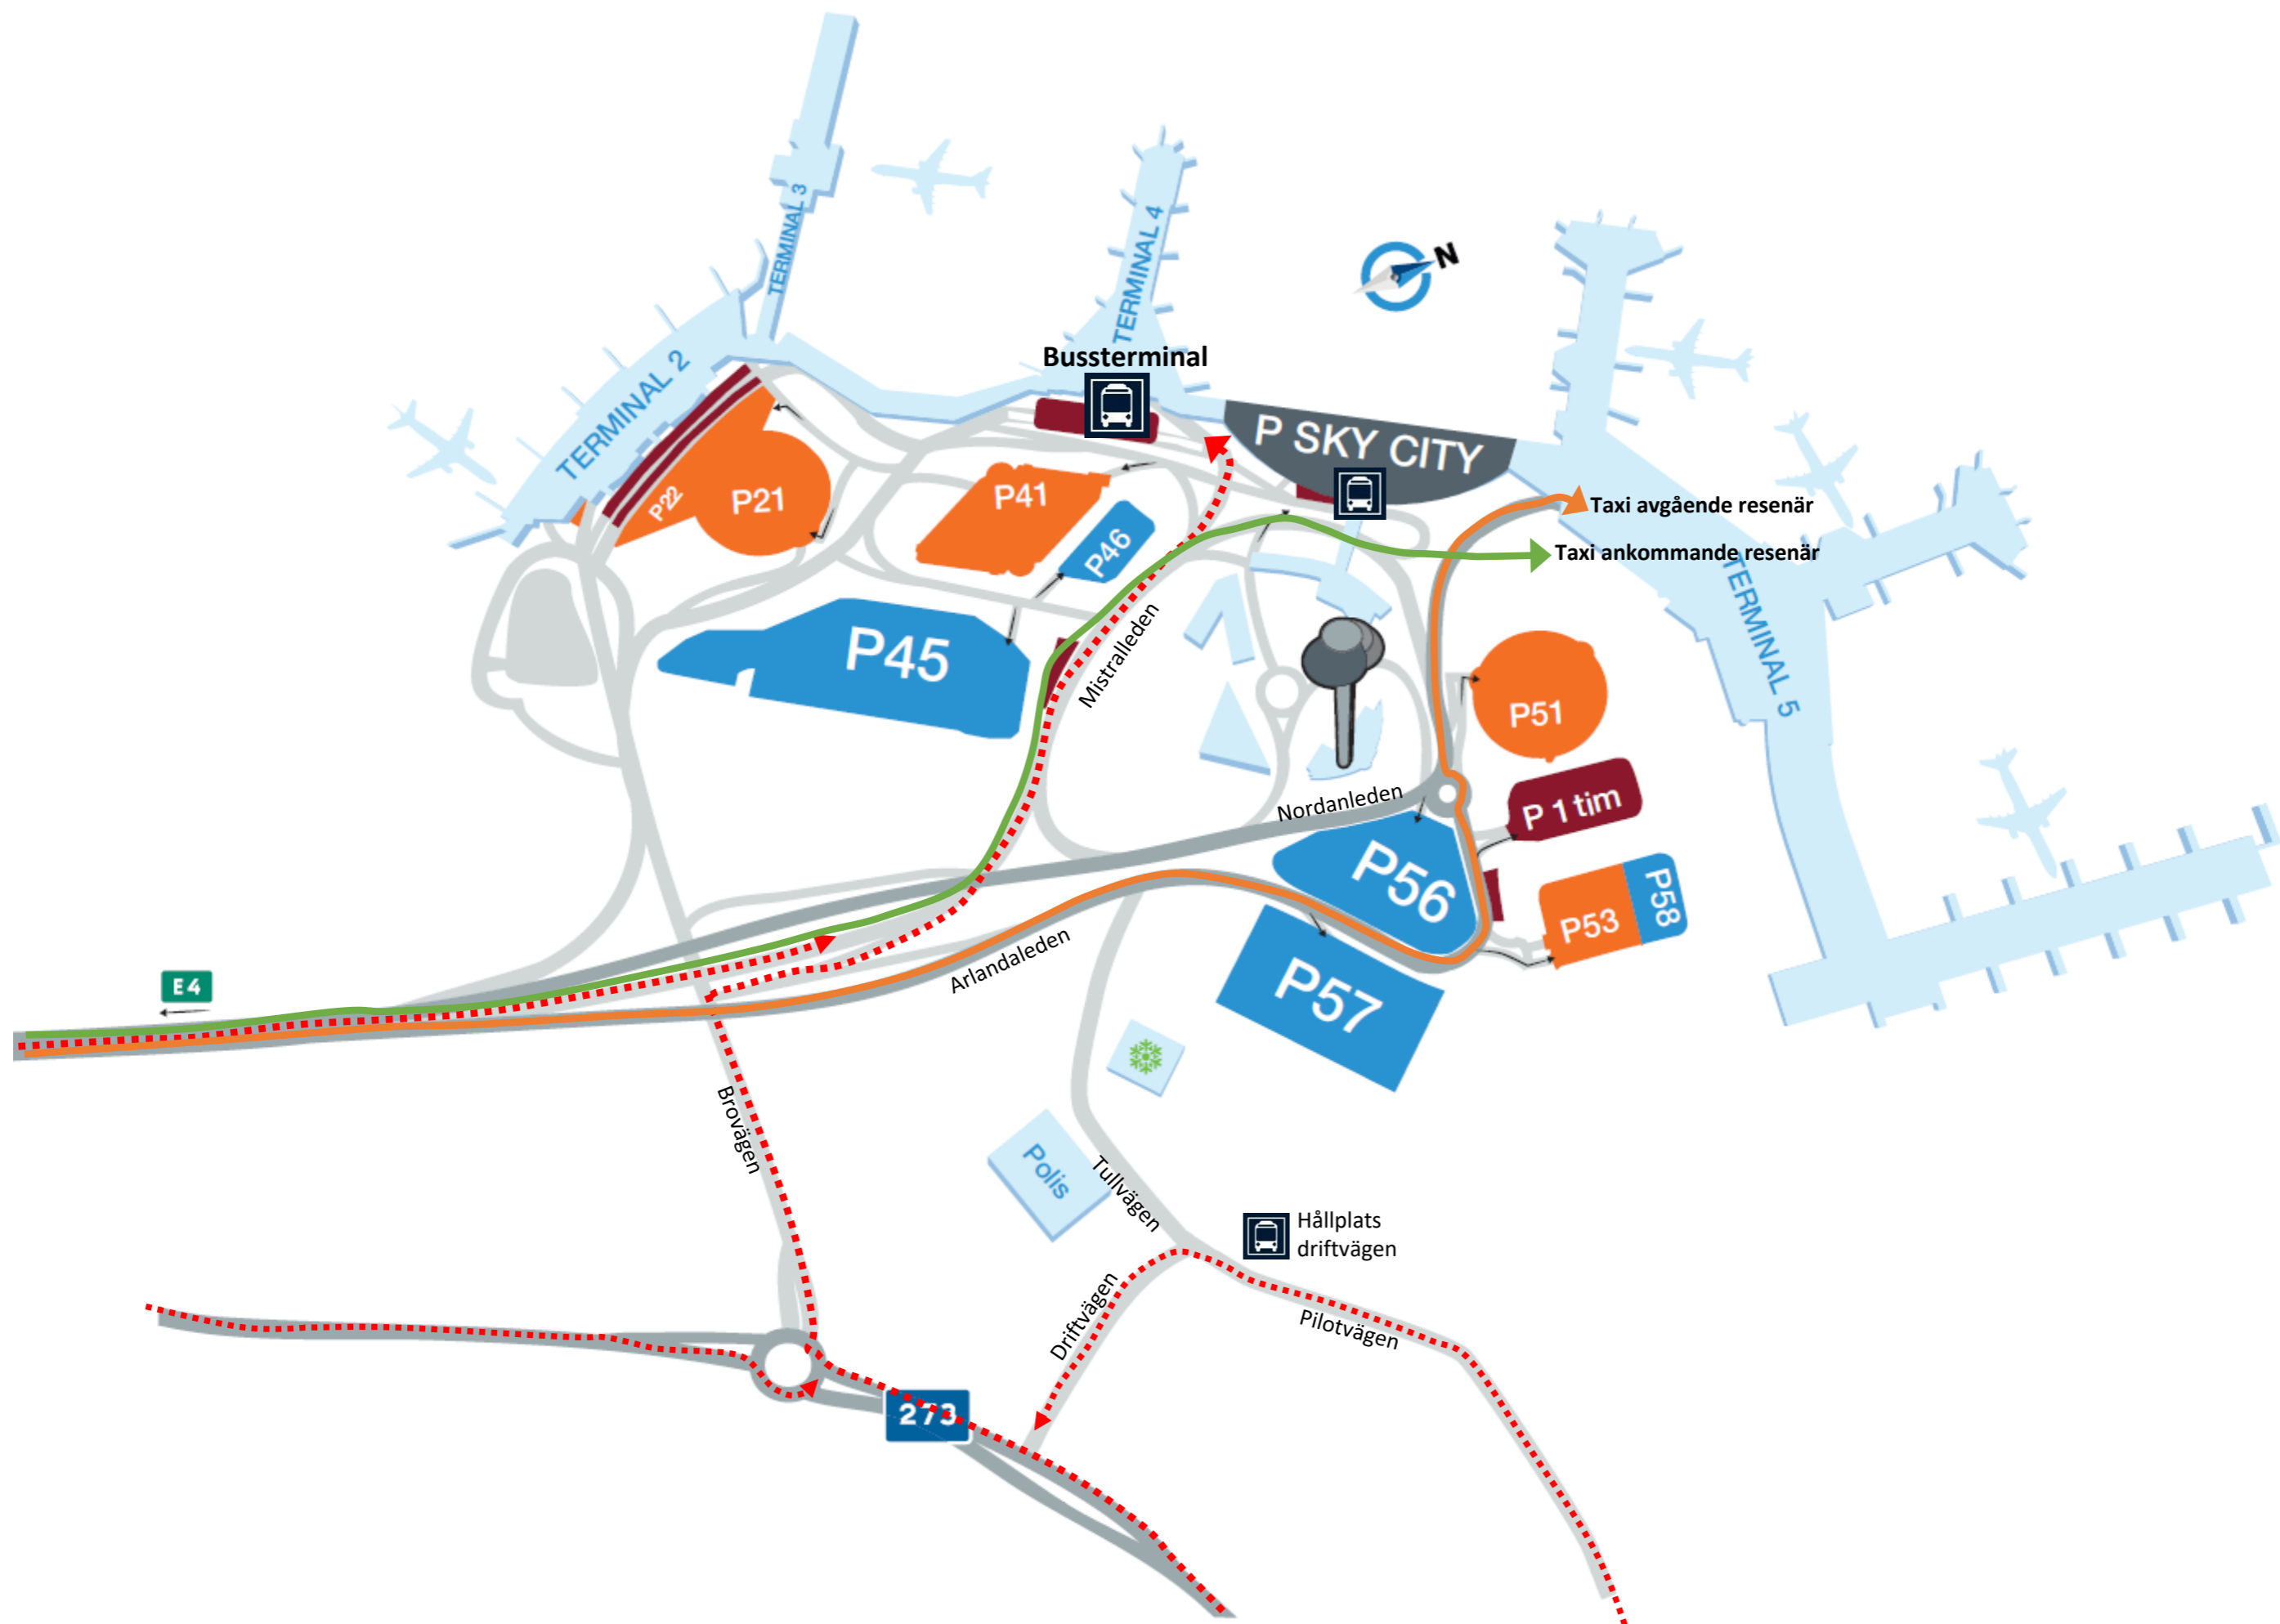 TERMINAL 3
TERMINAL 4
N
Bussterminal
TERMINAL 2
P SKY CITY
P22
P21
P41
P46
Taxi avgående resenär
Taxi ankommande resenär
TERMINAL 5
P45
Mistralleden
P51
Nordanleden
P 1 tim
P56
P53
P58
Arlandaleden
E4
P57
Brovägen
Polis
Tullvägen
Hållplats
driftvägen
Driftvägen
Pilotvägen
273